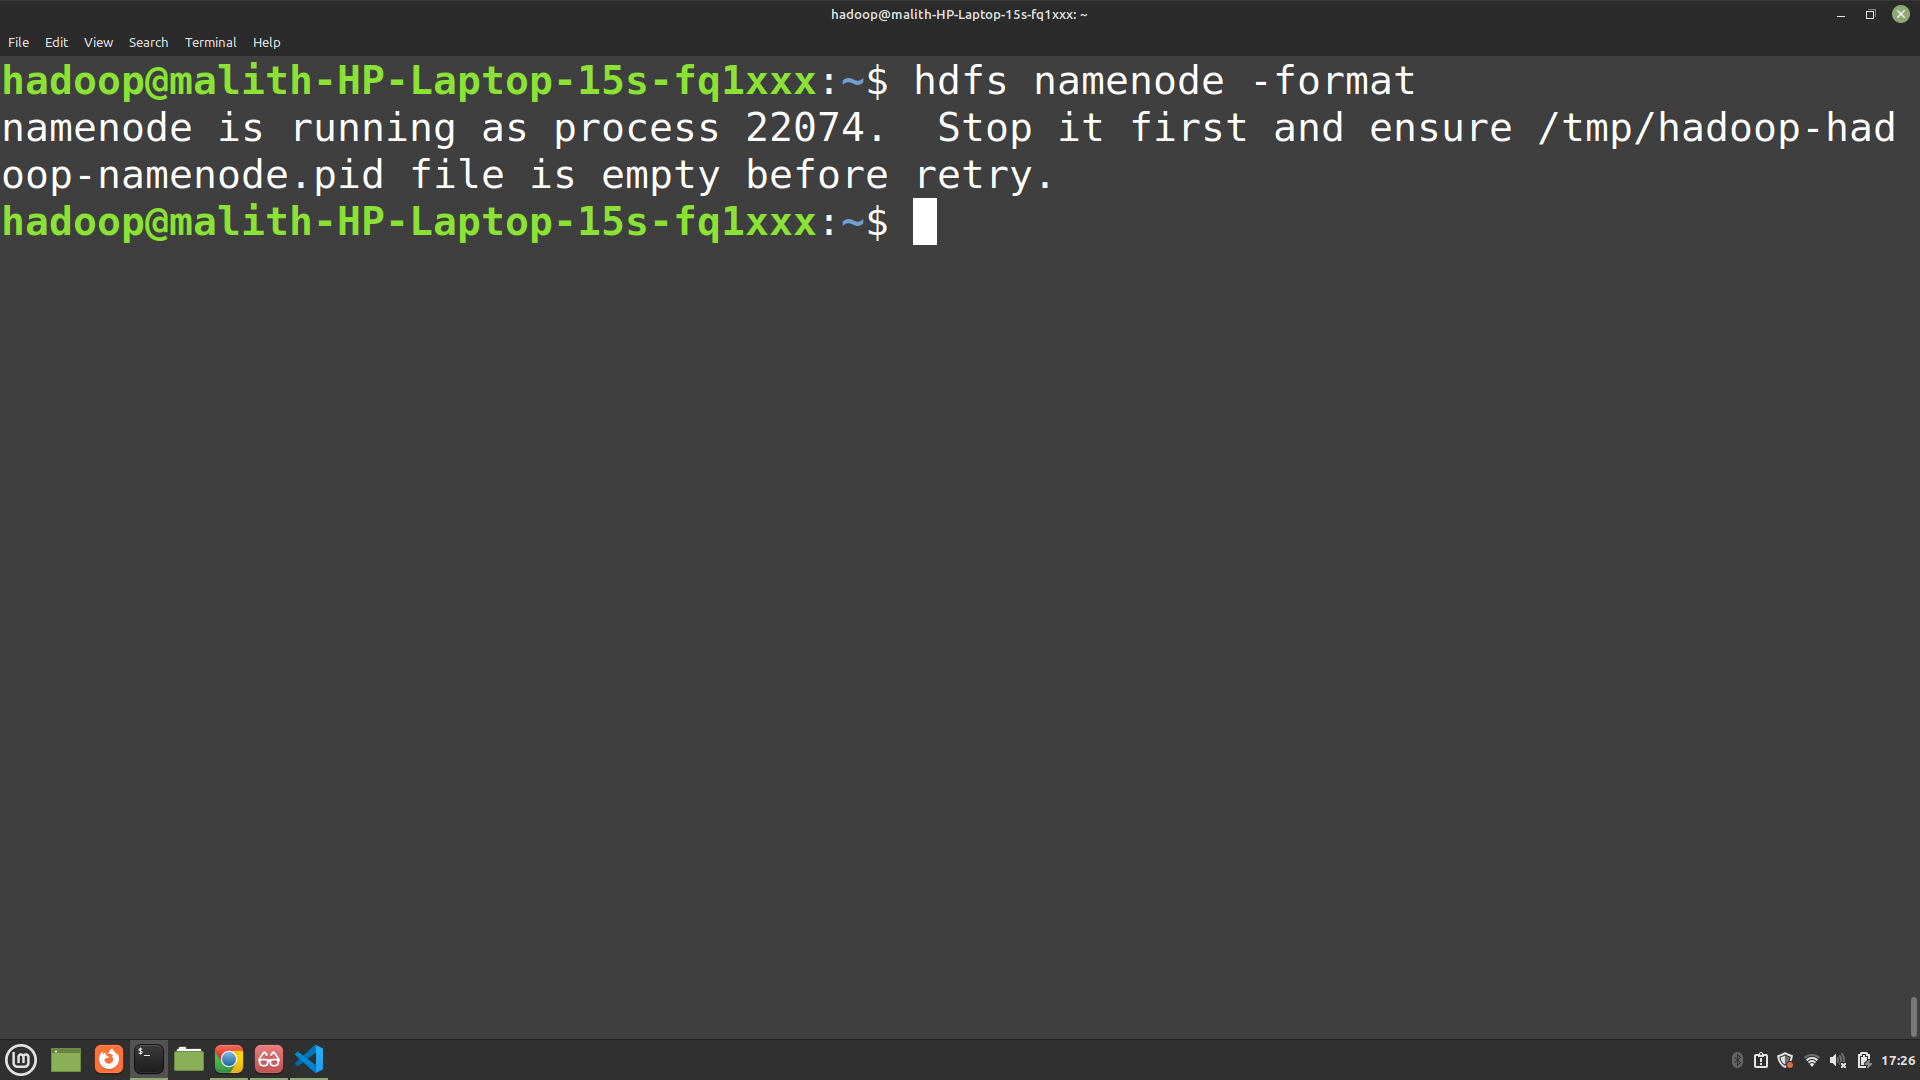 hadoop@malith-HP-Laptop-15s-fq1xxx: ~
File Edit View Search Terminal Help
hadoop@malith-HP-Laptop-15s-fq1xxx:~$ hdfs namenode -format
namenode is running as process 22074.  Stop it first and ensure /tmp/hadoop-had
oop-namenode.pid file is empty before retry.
hadoop@malith-HP-Laptop-15s-fq1xxx:~$
17:26